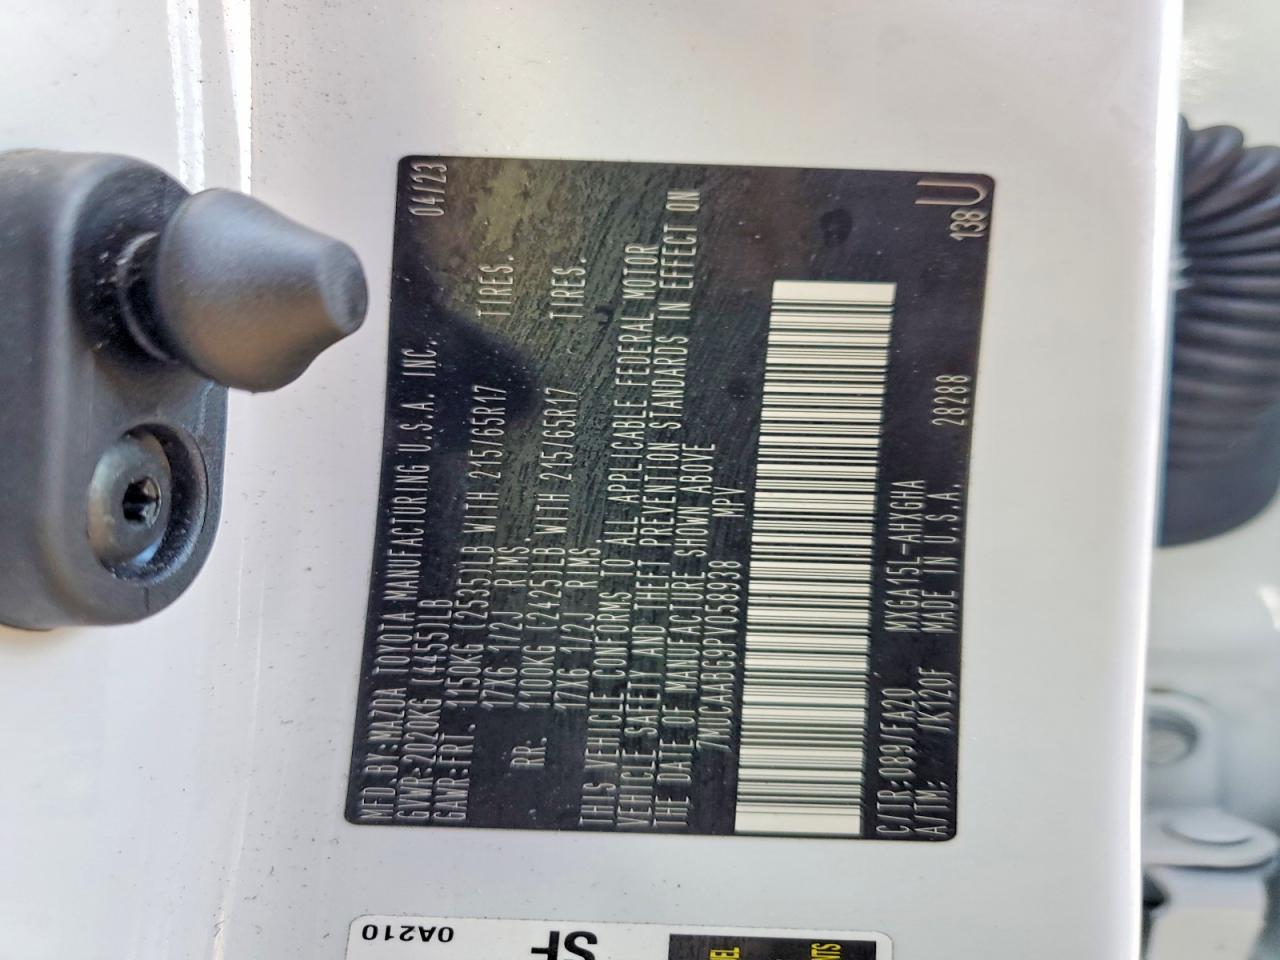 MFD. BY: MAZDA TOYOTA MANUFACTURING U.S.A. INC. 04/23
GVWR: 2020KG (4455)LB
GAWR: FRT. 1150KG (2535)LB WITH 215/65R17 TIRES.
17X6 1/2J RIMS.
RR. 1100KG (2425)LB. WITH 215/65R17 TIRES.
17X6 1/2J RIMS
THIS VEHICLE CONFORMS TO ALL APPLICABLE FEDERAL MOTOR
VEHICLE SAFETY AND THEFT PREVENTION STANDARDS IN EFFECT ON
THE DATE OF MANUFACTURE SHOWN ABOVE
7MUCAABG9PV058938 MPV
C/TR: 089/FA20 MXGA15L-AHXGHA
A/TM: /K120F MADE IN U.S.A. 28288 138 U
0A210
SF